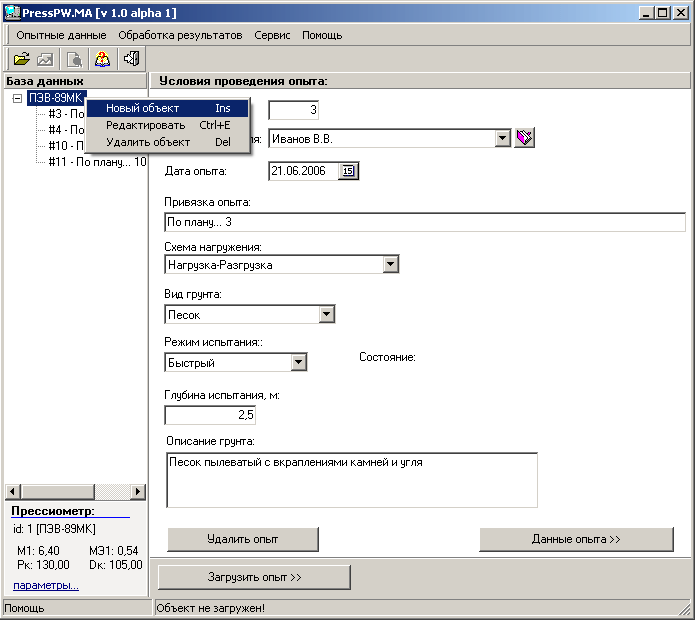 PressPW.MA [v 1.0 alpha 1]
Опытные данные Обработка результатов Сервис Помощь
База данных
ПЭВ-89МК
#3 - По
#4 - По
#10 - П
#11 - По плану... 10
Новый объект Ins
Редактировать Ctrl+E
Удалить объект Del
Прессиометр:
id: 1 [ПЭВ-89МК]
М1: 6,40 МЭ1: 0,54
Рк: 130,00 Dк: 105,00
параметры...
Условия проведения опыта:
3
ля: Иванов В.В.
Дата опыта: 21.06.2006 15
Привязка опыта:
По плану... 3
Схема нагружения:
Нагрузка-Разгрузка
Вид грунта:
Песок
Режим испытания::
Быстрый
Состояние:
Глубина испытания, м:
2,5
Описание грунта:
Песок пылеватый с вкраплениями камней и угля
Удалить опыт Данные опыта >>
Загрузить опыт >>
Помощь Объект не загружен!